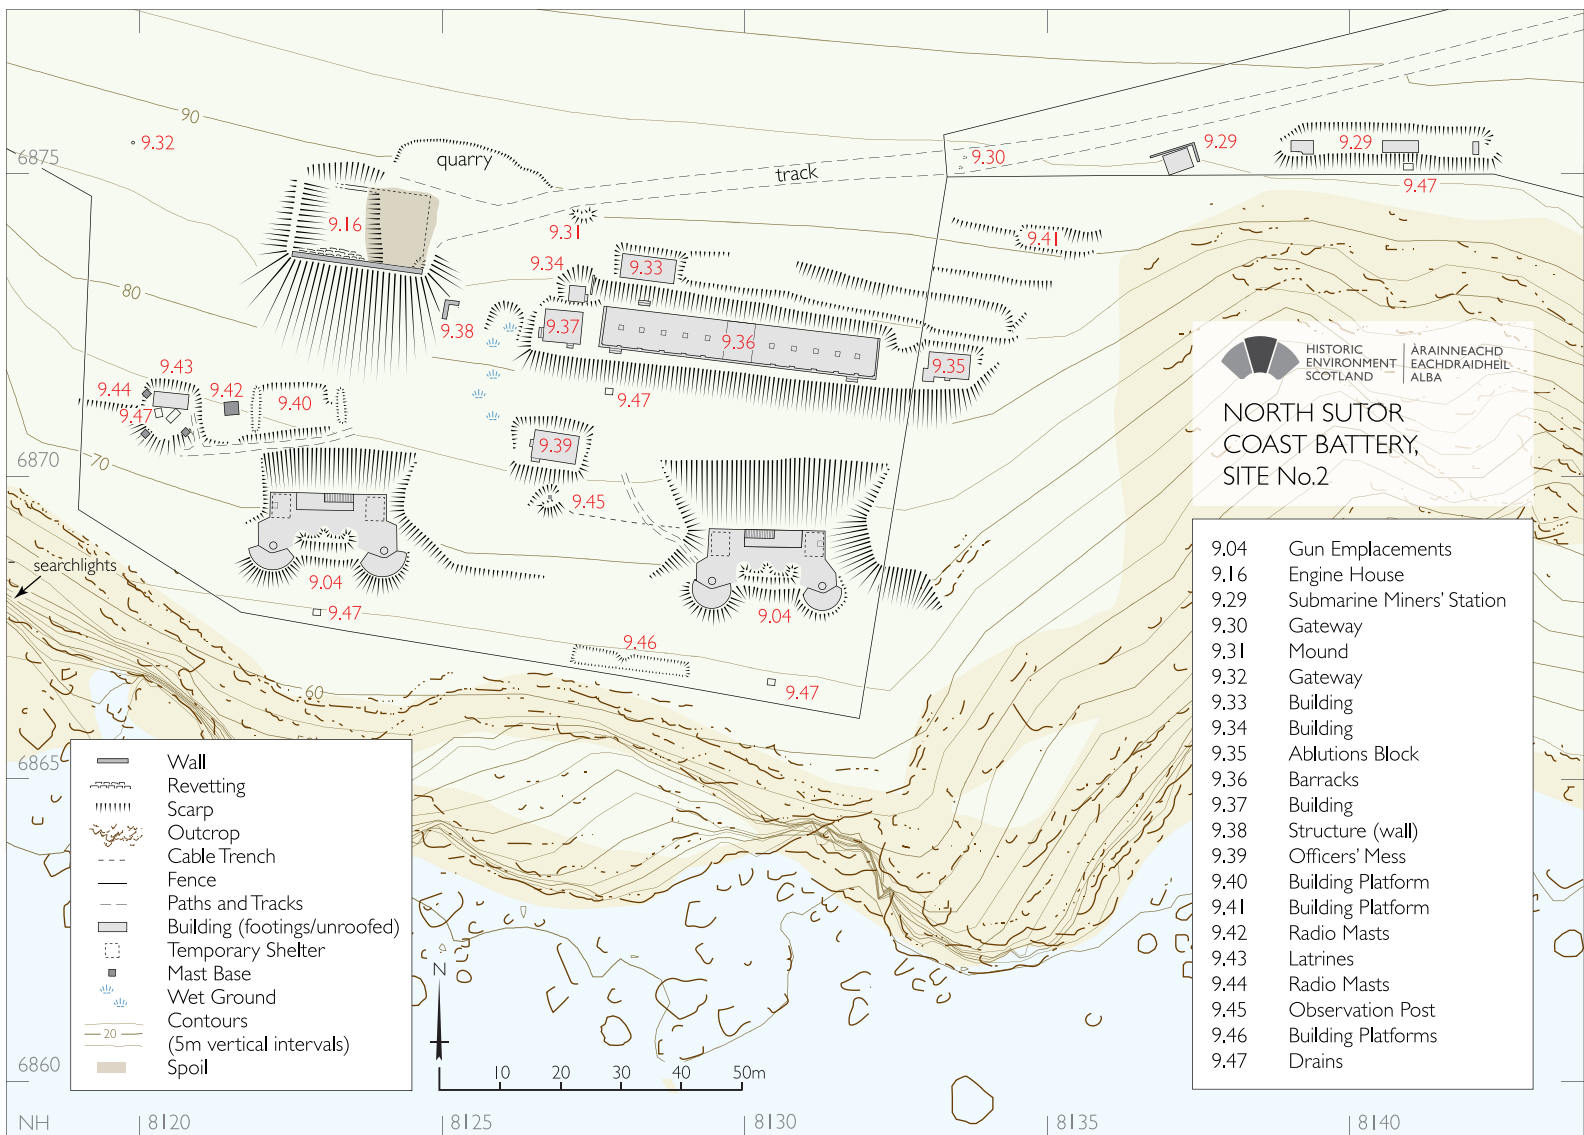 90
9.32
6875
quarry
9.30
9.29
9.29
9.47
track
9.16
9.31
9.41
9.34
9.33
80
9.38
9.37
9.36
9.35
9.43
9.44
9.42
9.40
9.47
9.47
9.39
6870
70
9.45
searchlights
9.04
9.47
9.04
9.46
9.47
60
6865
6860
HISTORIC
ENVIRONMENT
SCOTLAND
ÀRAINNEACHD
EACHDRAIDHEIL
ALBA
NORTH SUTOR
COAST BATTERY,
SITE No.2
9.04 Gun Emplacements
9.16 Engine House
9.29 Submarine Miners' Station
9.30 Gateway
9.31 Mound
9.32 Gateway
9.33 Building
9.34 Building
9.35 Ablutions Block
9.36 Barracks
9.37 Building
9.38 Structure (wall)
9.39 Officers' Mess
9.40 Building Platform
9.41 Building Platform
9.42 Radio Masts
9.43 Latrines
9.44 Radio Masts
9.45 Observation Post
9.46 Building Platforms
9.47 Drains
Wall
Revetting
Scarp
Outcrop
Cable Trench
Fence
Paths and Tracks
Building (footings/unroofed)
Temporary Shelter
Mast Base
Wet Ground
Contours
20 (5m vertical intervals)
Spoil
N
10 20 30 40 50m
NH 8120 8125 8130 8135 8140